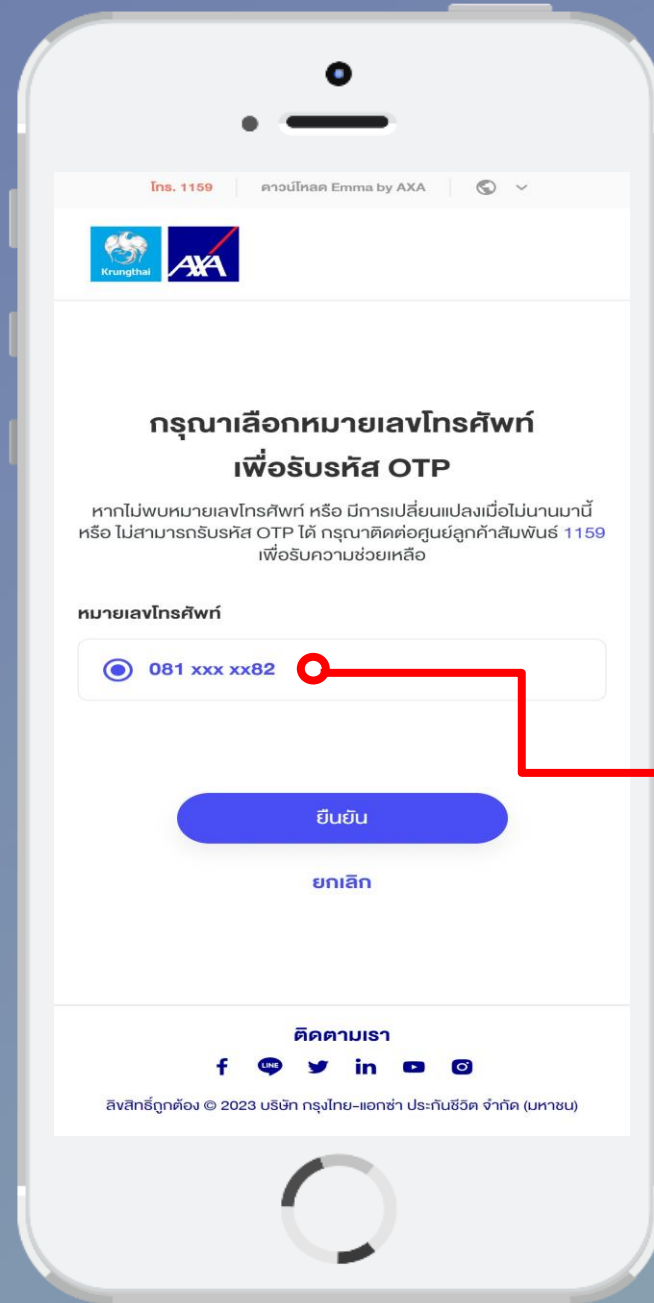 โทร. 1159 ดาวน์โหลด Emma by AXA
Krungthai AXA
กรุณาเลือกหมายเลขโทรศัพท์
เพื่อรับรหัส OTP
หากไม่พบหมายเลขโทรศัพท์ หรือ มีการเปลี่ยนแปลงเมื่อไม่นานมานี้
หรือ ไม่สามารถรับรหัส OTP ได้ กรุณาติดต่อศูนย์ลูกค้าสัมพันธ์ 1159
เพื่อรับความช่วยเหลือ
หมายเลขโทรศัพท์
081 xxx xx82
ยืนยัน
ยกเลิก
ติดตามเรา
f LINE in
ลิขสิทธิ์ถูกต้อง © 2023 บริษัท กรุงไทย-แอกซ่า ประกันชีวิต จำกัด (มหาชน)